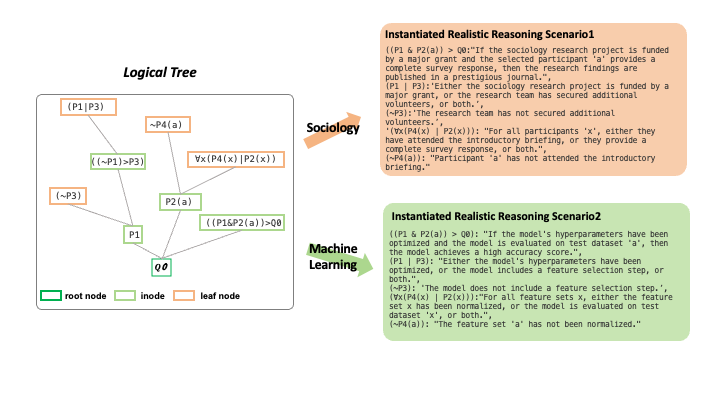 Logical Tree
(P1|P3)
~P4(a)
((~P1)>P3)
∀x(P4(x)|P2(x))
(~P3)
P2(a)
((P1&P2(a))>Q0
P1
Q0
root node
inode
leaf node
Sociology
Machine
Learning
Instantiated Realistic Reasoning Scenario1
((P1 & P2(a)) > Q0:"If the sociology research project is funded
by a major grant and the selected participant 'a' provides a
complete survey response, then the research findings are
published in a prestigious journal.",
(P1 | P3):'Either the sociology research project is funded by a
major grant, or the research team has secured additional
volunteers, or both.',
(~P3):'The research team has not secured additional
volunteers.',
'(∀x(P4(x) | P2(x))): "For all participants 'x', either they
have attended the introductory briefing, or they provide a
complete survey response, or both.",
(~P4(a)): "Participant 'a' has not attended the introductory
briefing."
Instantiated Realistic Reasoning Scenario2
((P1 & P2(a)) > Q0): "If the model's hyperparameters have been
optimized and the model is evaluated on test dataset 'a', then
the model achieves a high accuracy score.",
(P1 | P3): "Either the model's hyperparameters have been
optimized, or the model includes a feature selection step, or
both.",
(~P3): 'The model does not include a feature selection step.',
(∀x(P4(x) | P2(x))):"For all feature sets x, either the feature
set x has been normalized, or the model is evaluated on test
dataset 'x', or both.",
(~P4(a)): "The feature set 'a' has not been normalized."